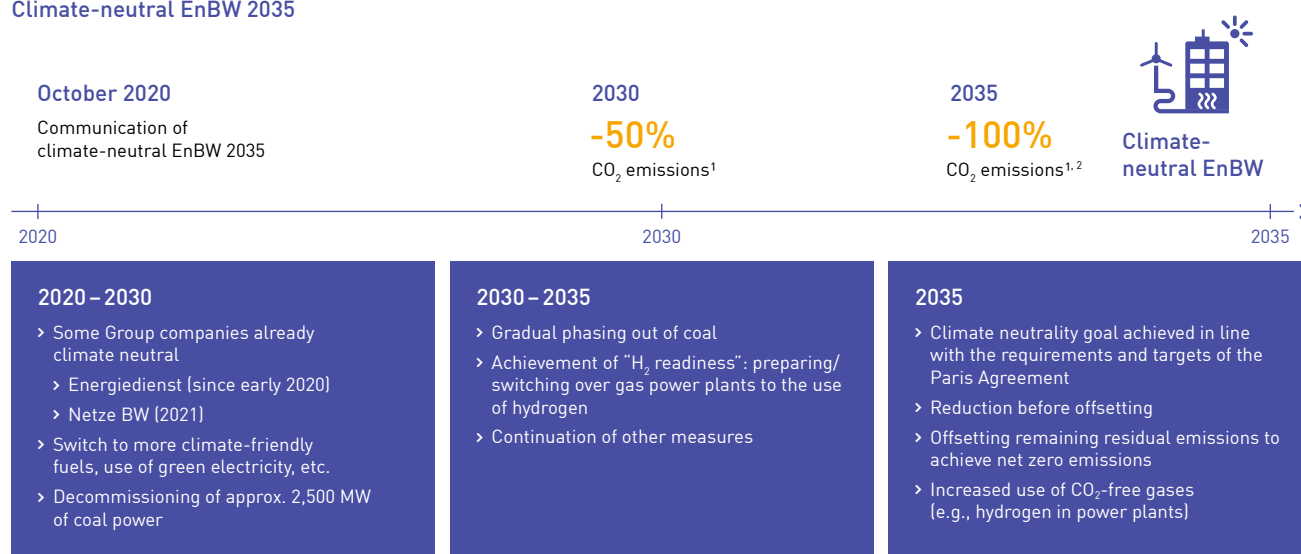 Climate-neutral EnBW 2035
October 2020
Communication of
climate-neutral EnBW 2035
2030
-50%
CO₂ emissions¹
2035
-100%
CO₂ emissions¹˒ ²
Climate-
neutral EnBW
2020
2030
2035
2020 – 2030
› Some Group companies already
climate neutral
› Energiedienst (since early 2020)
› Netze BW (2021)
› Switch to more climate-friendly
fuels, use of green electricity, etc.
› Decommissioning of approx. 2,500 MW
of coal power
2030 – 2035
› Gradual phasing out of coal
› Achievement of “H₂ readiness”: preparing/
switching over gas power plants to the use
of hydrogen
› Continuation of other measures
2035
› Climate neutrality goal achieved in line
with the requirements and targets of the
Paris Agreement
› Reduction before offsetting
› Offsetting remaining residual emissions to
achieve net zero emissions
› Increased use of CO₂-free gases
(e.g., hydrogen in power plants)